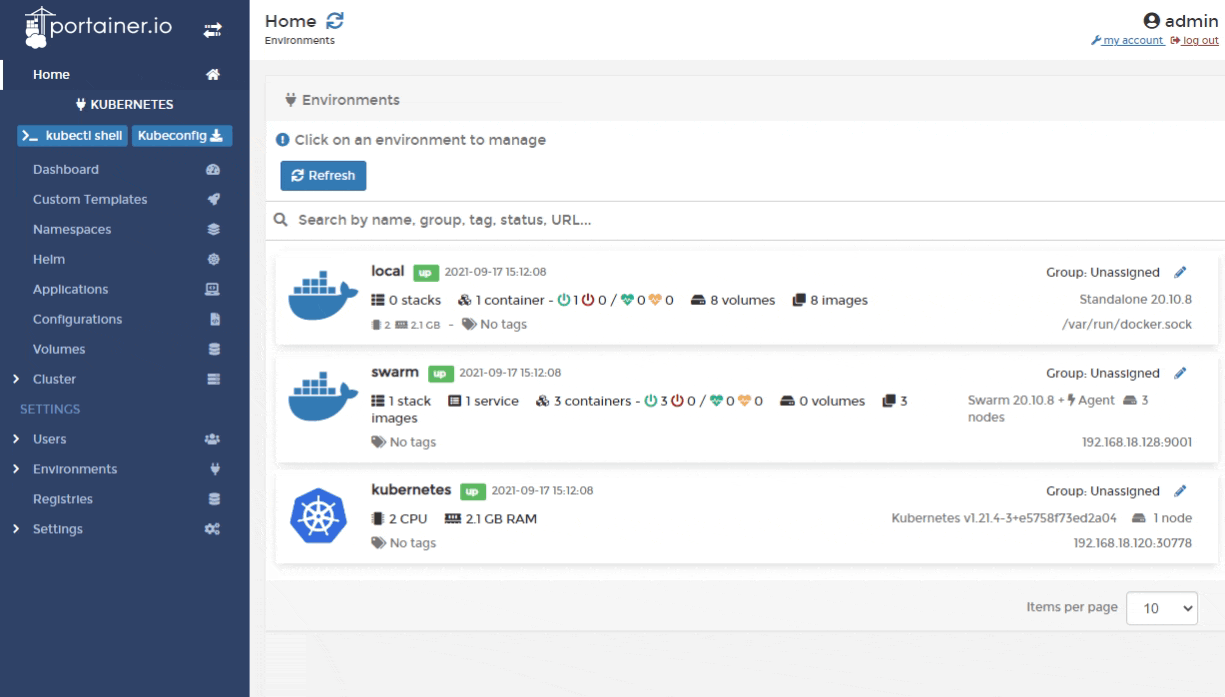 portainer.io
Home
KUBERNETES
kubectl shell Kubeconfig
Dashboard
Custom Templates
Namespaces
Helm
Applications
Configurations
Volumes
Cluster
SETTINGS
Users
Environments
Registries
Settings
Home
Environments
admin
my account log out
Environments
Click on an environment to manage
Refresh
Search by name, group, tag, status, URL...
local up 2021-09-17 15:12:08 Group: Unassigned
0 stacks 1 container - 1 0 / 0 0 8 volumes 8 images Standalone 20.10.8
2 2.1 GB - No tags /var/run/docker.sock
swarm up 2021-09-17 15:12:08 Group: Unassigned
1 stack 1 service 3 containers - 3 0 / 0 0 0 volumes 3 Swarm 20.10.8 + Agent 3
images nodes
No tags 192.168.18.128:9001
kubernetes up 2021-09-17 15:12:08 Group: Unassigned
2 CPU 2.1 GB RAM Kubernetes v1.21.4-3+e5758f73ed2a04 1 node
No tags 192.168.18.120:30778
Items per page 10